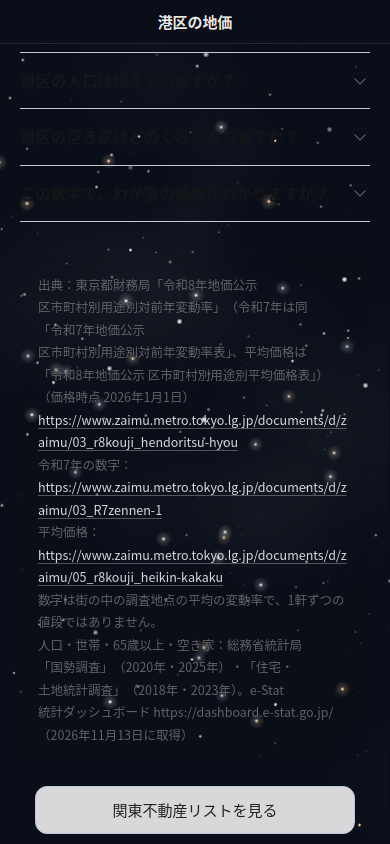 港区の地価
港区の人口は増えていますか？
港区の空き家はどのくらいありますか？
この数字で、わが家の価値がわかりますか？
出典：東京都財務局「令和8年地価公示
区市町村別用途別対前年変動率」（令和7年は同
「令和7年地価公示
区市町村別用途別対前年変動率表」、平均価格は
「令和8年地価公示 区市町村別用途別平均価格表」）
（価格時点 2026年1月1日）
https://www.zaimu.metro.tokyo.lg.jp/documents/d/z
aimu/03_r8kouji_hendoritsu-hyou
令和7年の数字：
https://www.zaimu.metro.tokyo.lg.jp/documents/d/z
aimu/03_R7zennen-1
平均価格：
https://www.zaimu.metro.tokyo.lg.jp/documents/d/z
aimu/05_r8kouji_heikin-kakaku
数字は街の中の調査地点の平均の変動率で、1軒ずつの
値段ではありません。
人口・世帯・65歳以上・空き家：総務省統計局
「国勢調査」（2020年・2025年）・「住宅・
土地統計調査」（2018年・2023年）。e-Stat
統計ダッシュボード https://dashboard.e-stat.go.jp/
（2026年11月13日に取得）
関東不動産リストを見る